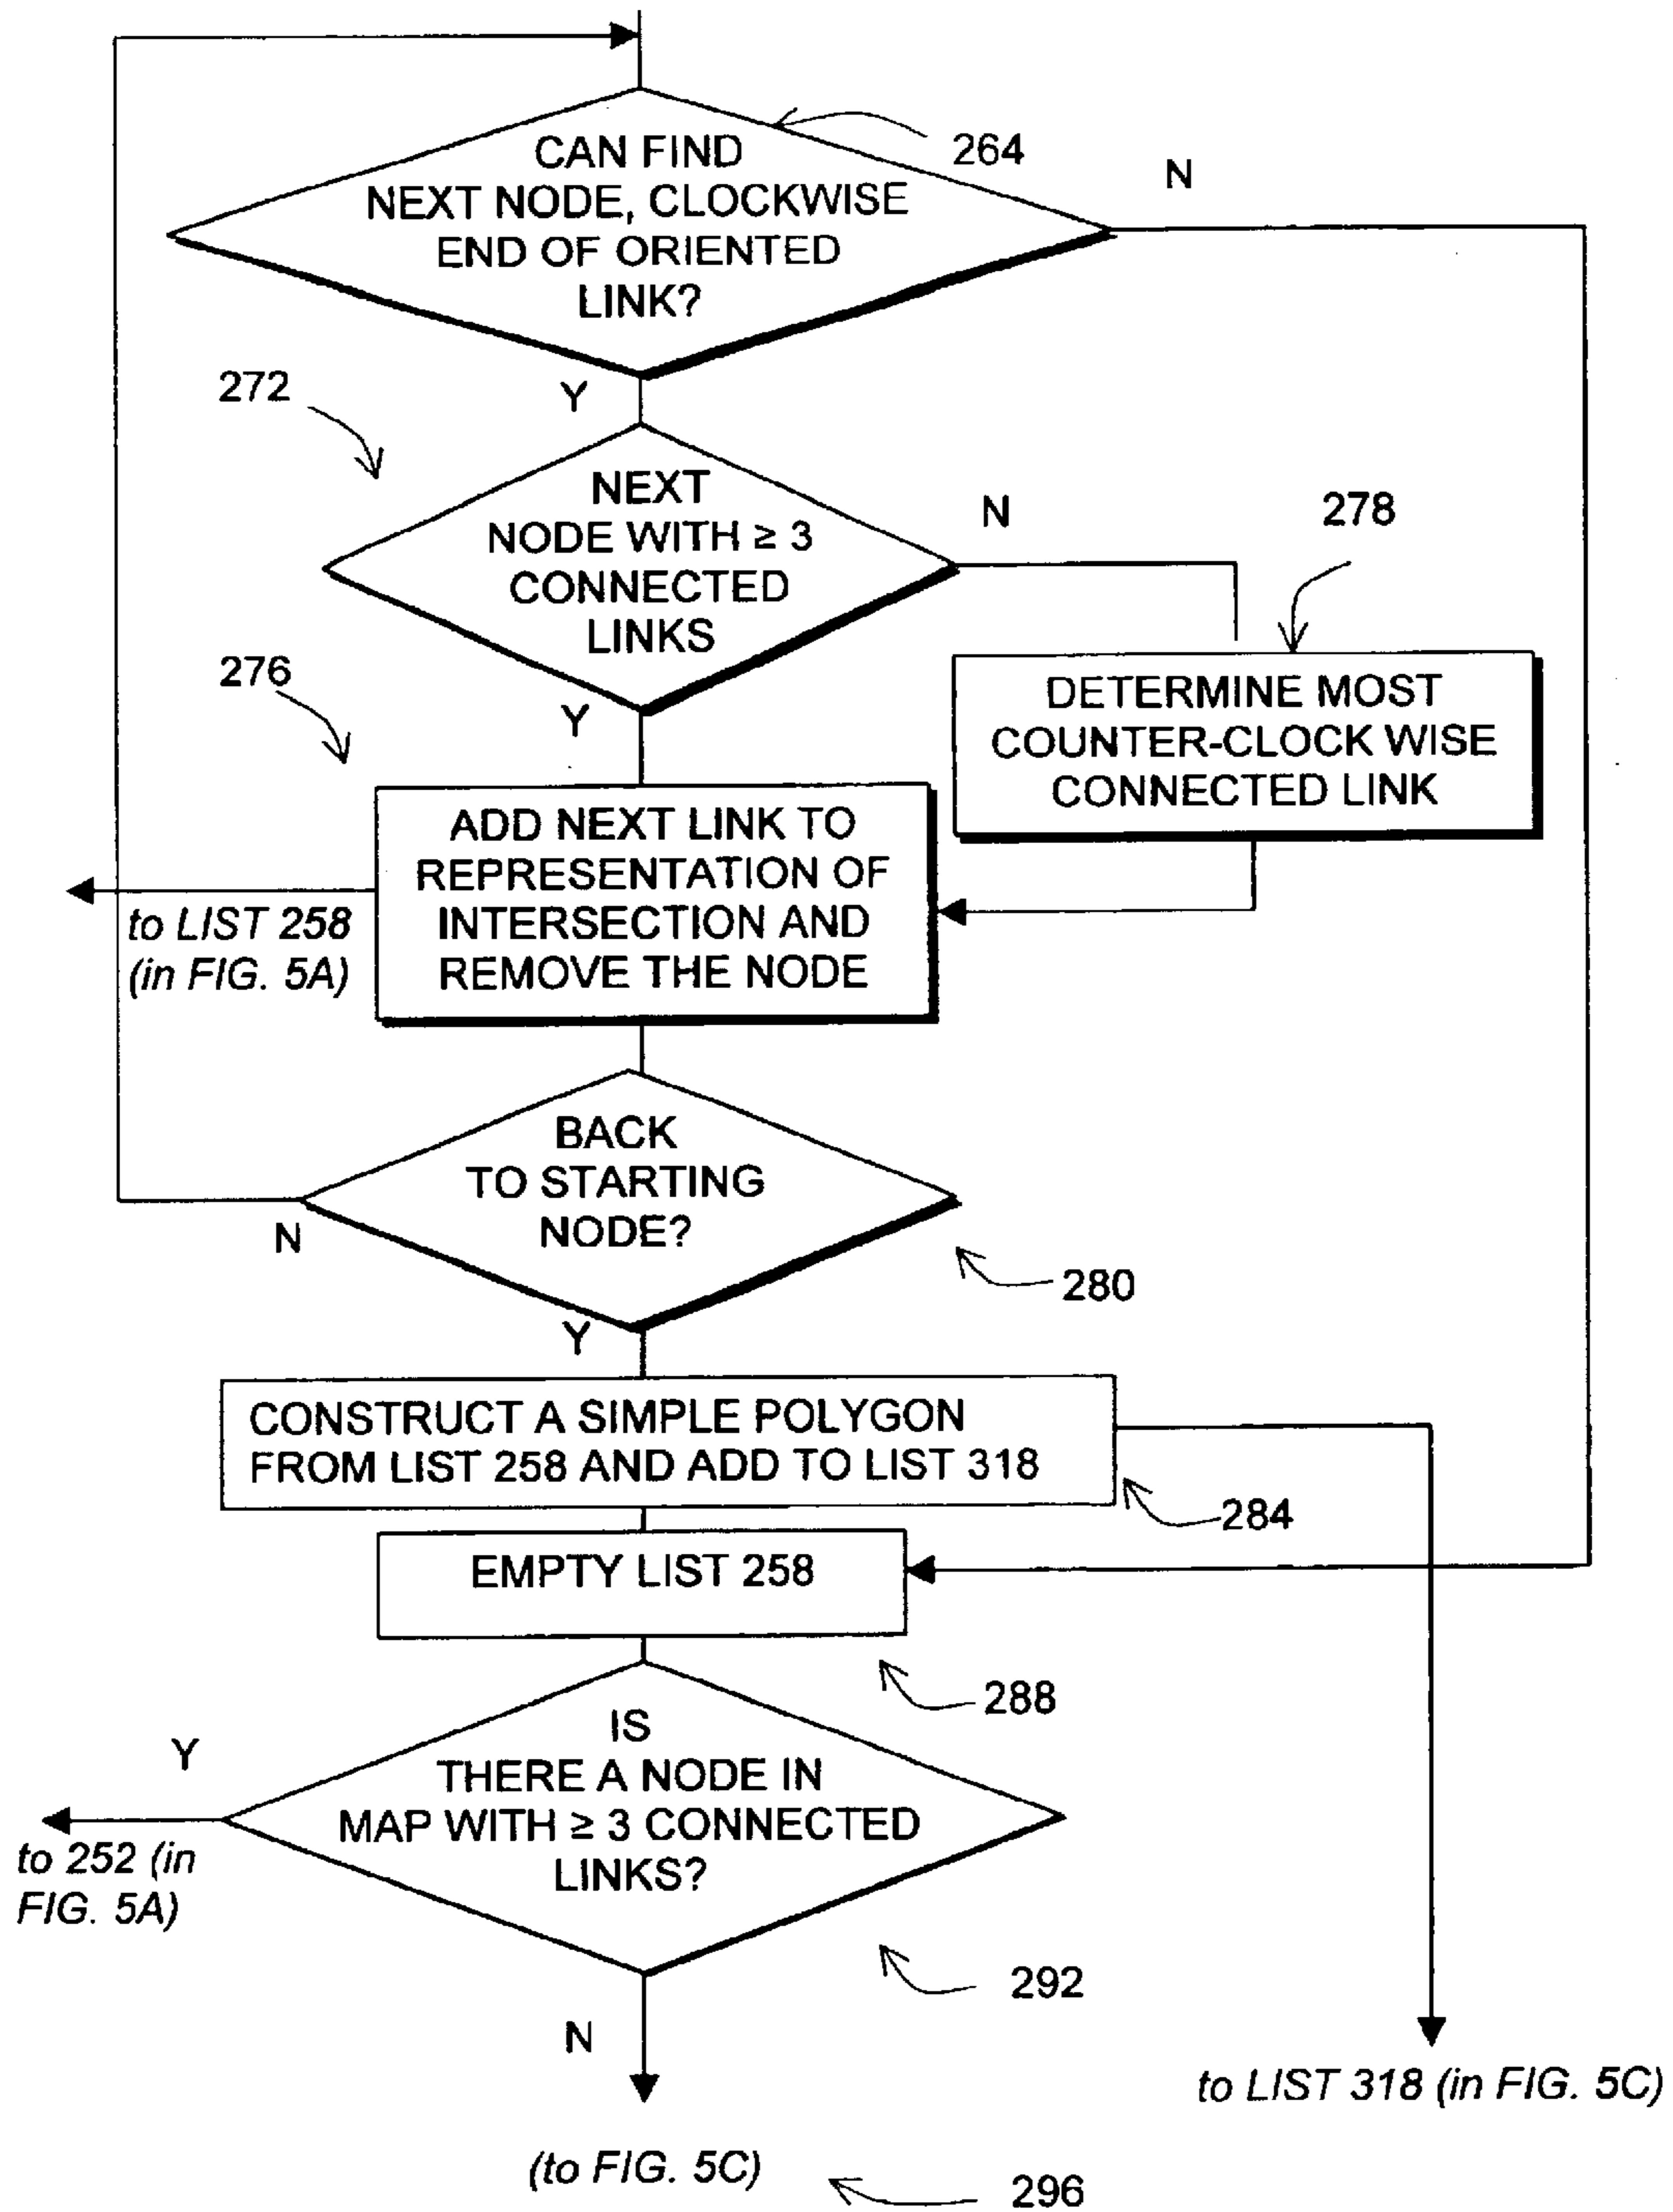 CAN FIND
NEXT NODE, CLOCKWISE
END OF ORIENTED
LINK?
264
N
Y
272
NEXT
NODE WITH ≥ 3
CONNECTED
LINKS
N
278
276
Y
DETERMINE MOST
COUNTER-CLOCK WISE
CONNECTED LINK
ADD NEXT LINK TO
REPRESENTATION OF
INTERSECTION AND
REMOVE THE NODE
to LIST 258
(in FIG. 5A)
BACK
TO STARTING
NODE?
N
280
Y
CONSTRUCT A SIMPLE POLYGON
FROM LIST 258 AND ADD TO LIST 318
284
EMPTY LIST 258
288
IS
THERE A NODE IN
MAP WITH ≥ 3 CONNECTED
LINKS?
Y
to 252 (in
FIG. 5A)
292
N
to LIST 318 (in FIG. 5C)
(to FIG. 5C)
296